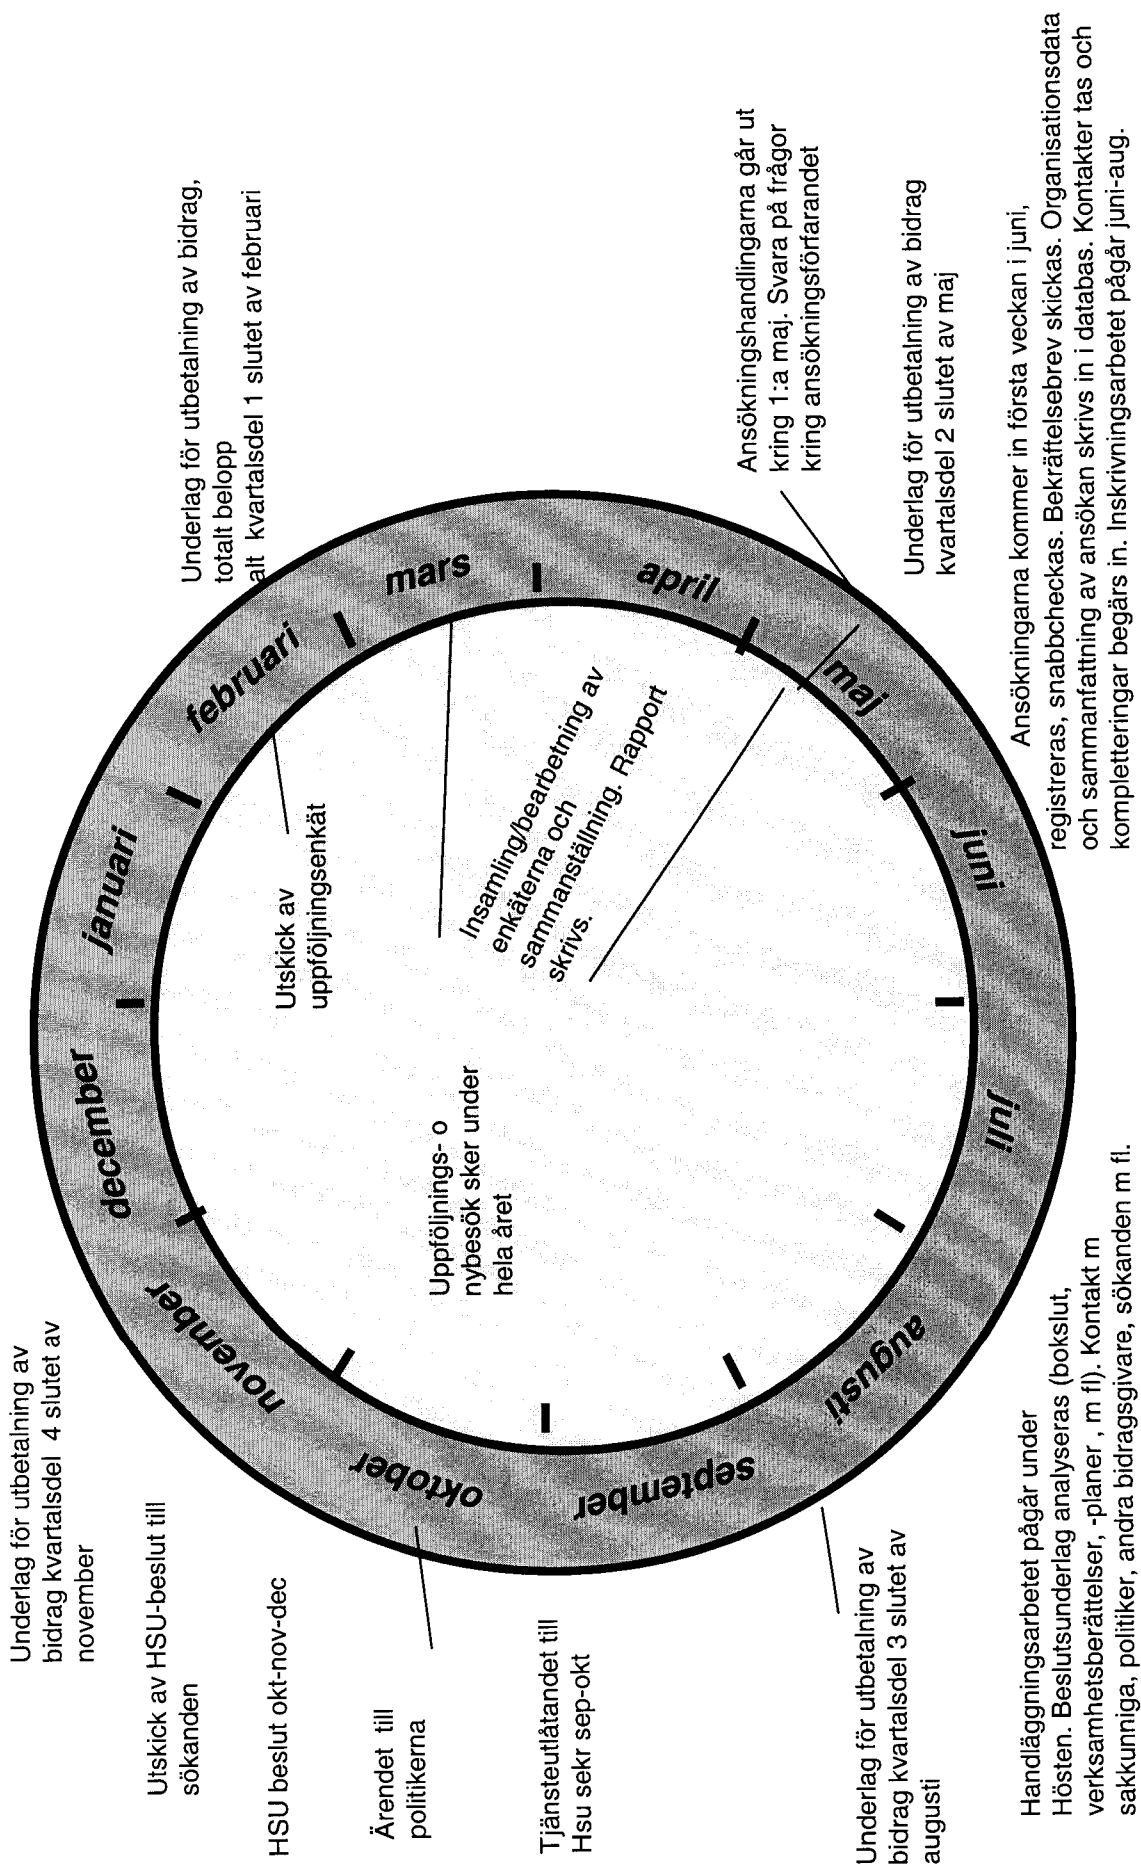 Underlag för utbetalning av
bidrag kvartalsdel 4 slutet av
november
Utskick av HSU-beslut till
sökanden
HSU beslut okt-nov-dec
Ärendet till
politikerna
Tjänsteutlåtandet till
Hsu sekr sep-okt
Underlag för utbetalning av
bidrag kvartalsdel 3 slutet av
augusti
Handläggningsarbetet pågår under
Hösten. Beslutsunderlag analyseras (bokslut,
verksamhetsberättelser, -planer , m fl). Kontakt m
sakkunniga, politiker, andra bidragsgivare, sökanden m fl.
januari
februari
mars
april
maj
juni
juli
augusti
september
oktober
november
december
Utskick av
uppföljningsenkät
Uppföljnings- o
nybesök sker under
hela året
Insamling/bearbetning av
enkäterna och
sammanställning. Rapport
skrivs.
Underlag för utbetalning av bidrag,
totalt belopp
alt kvartalsdel 1 slutet av februari
Ansökningshandlingarna går ut
kring 1:a maj. Svara på frågor
kring ansökningsförfarandet
Underlag för utbetalning av bidrag
kvartalsdel 2 slutet av maj
Ansökningarna kommer in första veckan i juni,
registreras, snabbcheckas. Bekräftelsebrev skickas. Organisationsdata
och sammanfattning av ansökan skrivs in i databas. Kontakter tas och
kompletteringar begärs in. Inskrivningsarbetet pågår juni-aug.